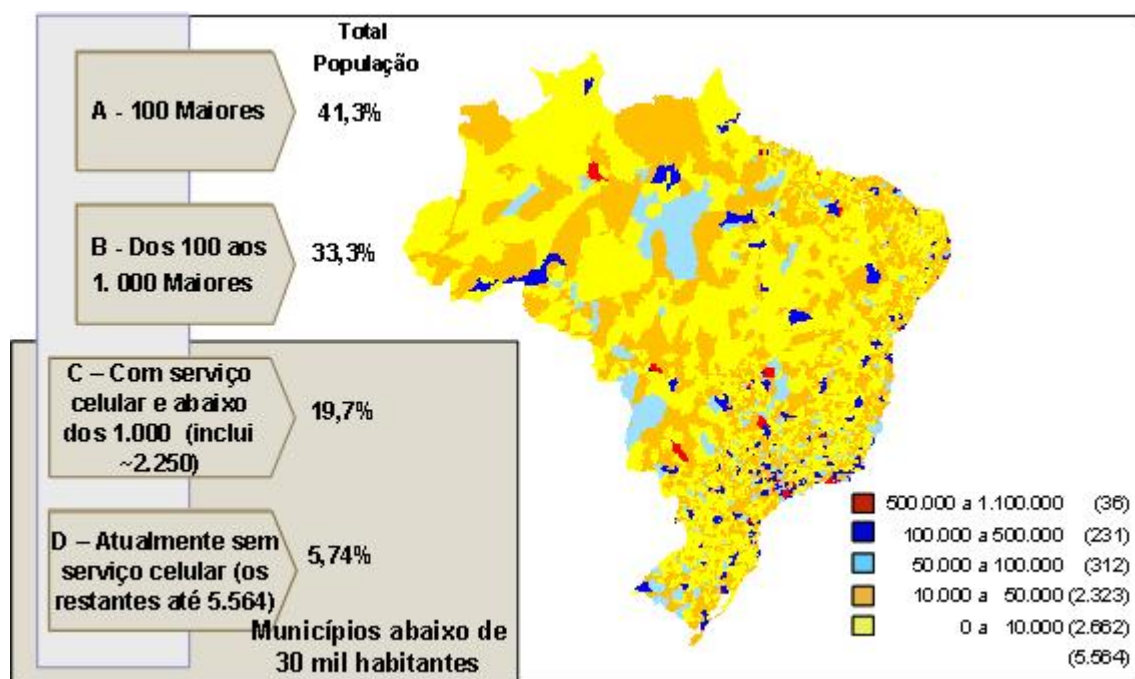 Total
População
A - 100 Maiores
41,3%
B - Dos 100 aos
1. 000 Maiores
33,3%
C – Com serviço
celular e abaixo
dos 1.000 (inclui
~2.250)
19,7%
D – Atualmente sem
serviço celular (os
restantes até 5.564)
5,74%
Municípios abaixo de
30 mil habitantes
500.000 a 1.100.000 (36)
100.000 a 500.000 (231)
50.000 a 100.000 (312)
10.000 a 50.000 (2.323)
0 a 10.000 (2.662)
(5.564)